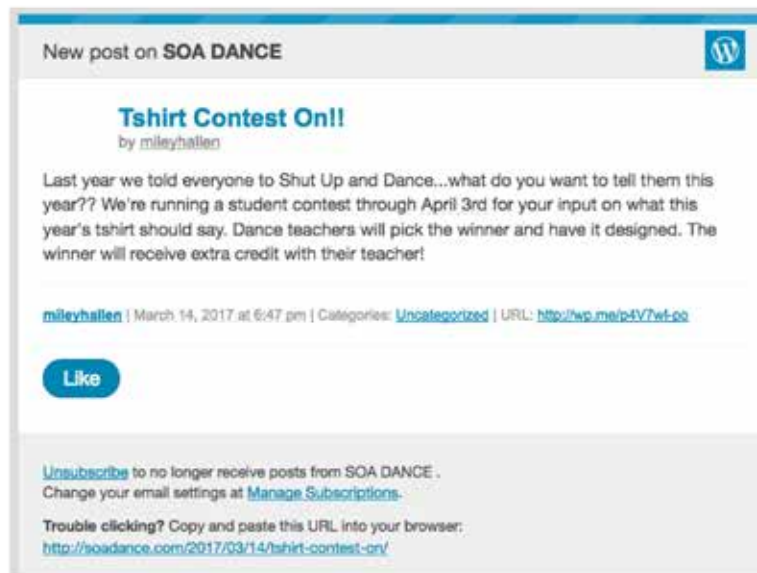 New post on SOA DANCE
Tshirt Contest On!!
by mileyhallen
Last year we told everyone to Shut Up and Dance...what do you want to tell them this
year?? We're running a student contest through April 3rd for your input on what this
year's tshirt should say. Dance teachers will pick the winner and have it designed. The
winner will receive extra credit with their teacher!
mileyhallen | March 14, 2017 at 6:47 pm | Categories: Uncategorized | URL: http://wp.me/p4V7wf-po
Like
Unsubscribe to no longer receive posts from SOA DANCE .
Change your email settings at Manage Subscriptions.
Trouble clicking? Copy and paste this URL into your browser:
http://soadance.com/2017/03/14/tshirt-contest-on/